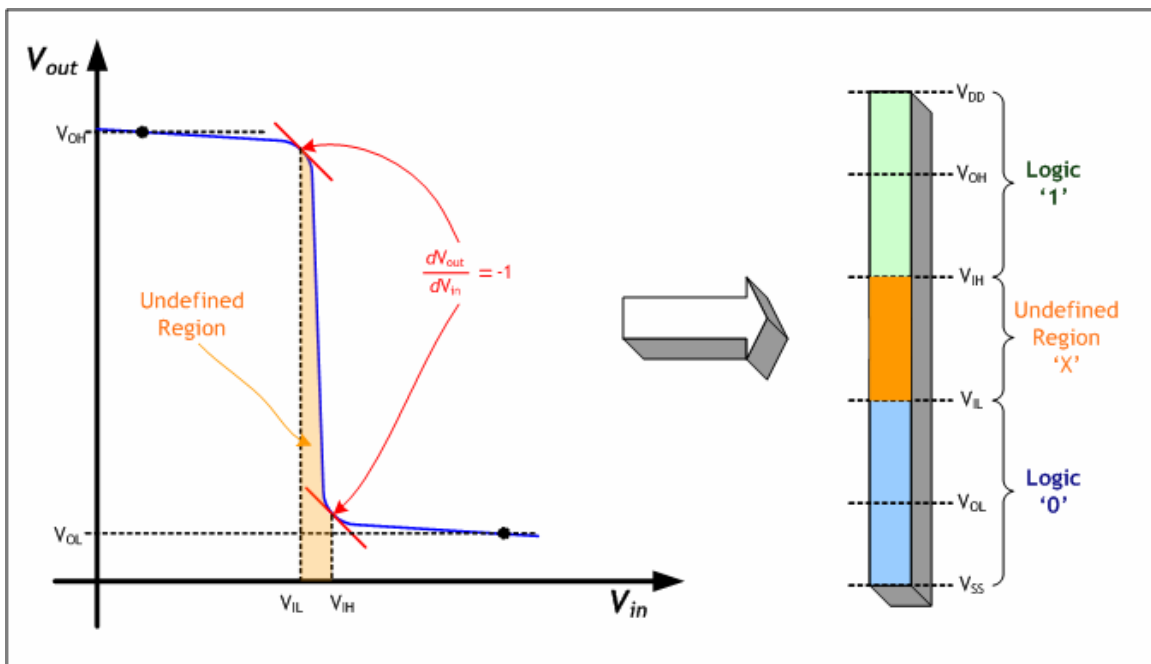 Vout
VOH
Undefined
Region
dVout
dVin
= -1
VOL
VIL
VIH
Vin
VDD
VOH
Logic
‘1’
VIH
Undefined
Region
‘X’
VIL
Logic
‘0’
VOL
VSS